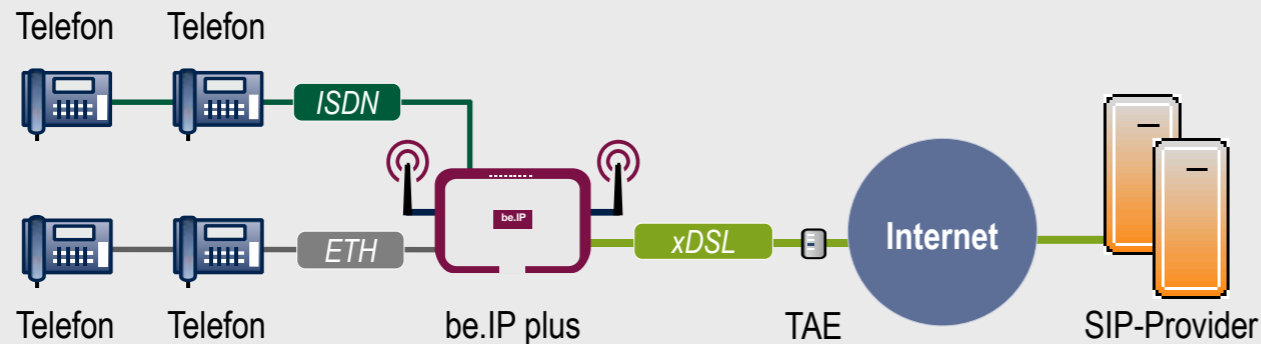 Telefon Telefon
ISDN
be.IP
ETH
xDSL
Internet
Telefon Telefon be.IP plus TAE SIP-Provider